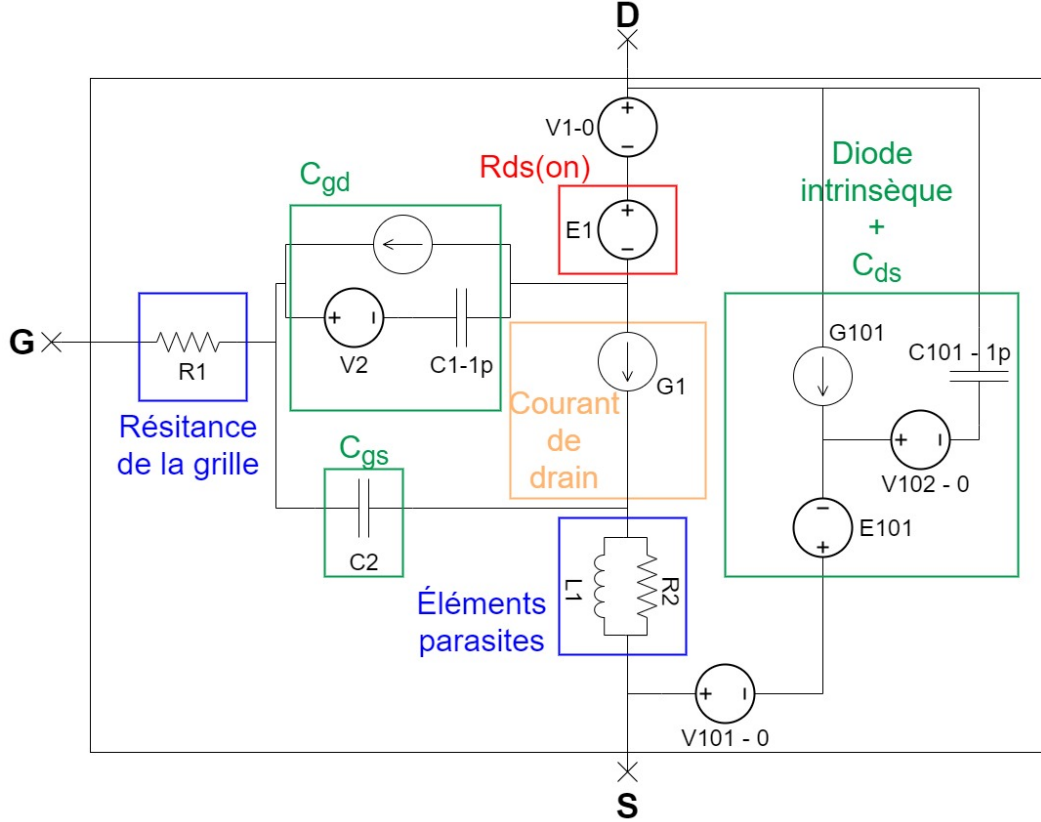 D
V1-0
+
−
Rds(on)
Diode
intrinsèque
+
Cds
Cgd
E1
+
−
G
R1
+
−
V2
C1-1p
G1
G101
C101 - 1p
Courant
de
drain
Résitance
de la grille
Cgs
+
−
V102 - 0
−
+
E101
C2
L1
R2
Éléments
parasites
+
−
V101 - 0
S